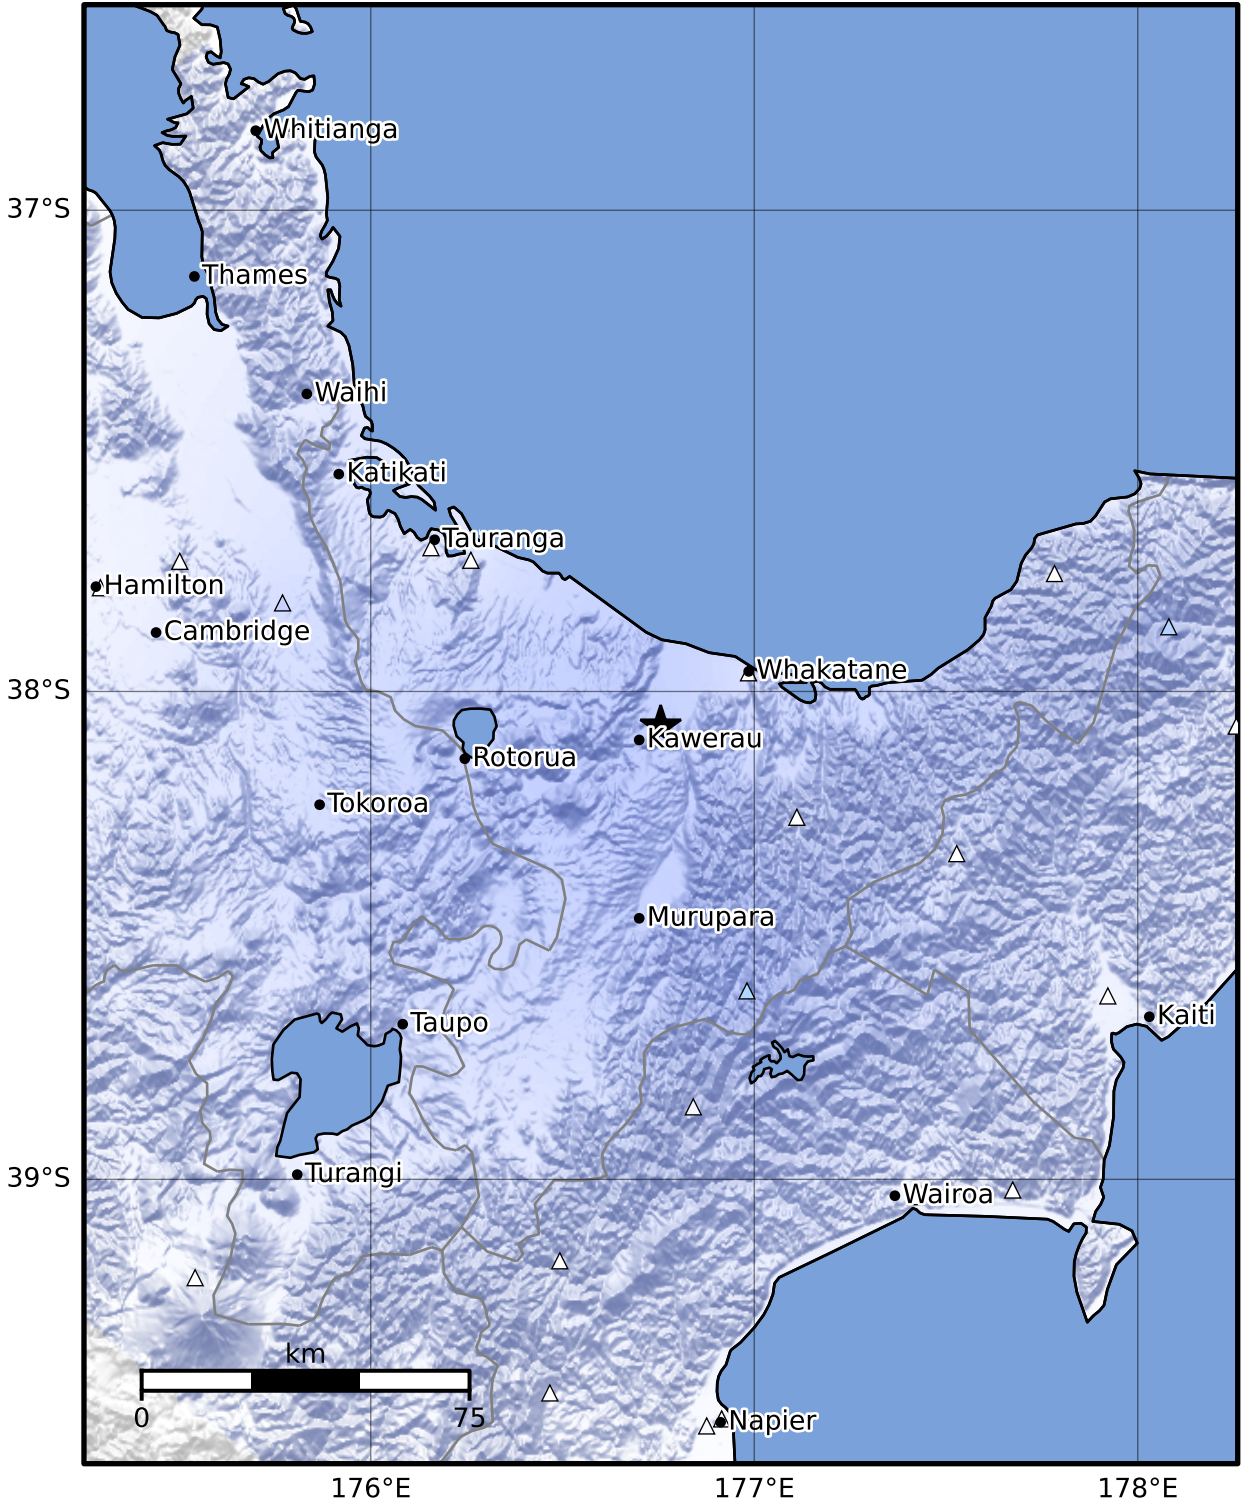 Whitianga
37°S
Thames
Waihi
Katikati
Tauranga
Hamilton
Cambridge
Whakatane
38°S
Kawerau
Rotorua
Tokoroa
Murupara
Kaiti
Taupo
Turangi
39°S
Wairoa
km
0 75
Napier
176°E 177°E 178°E